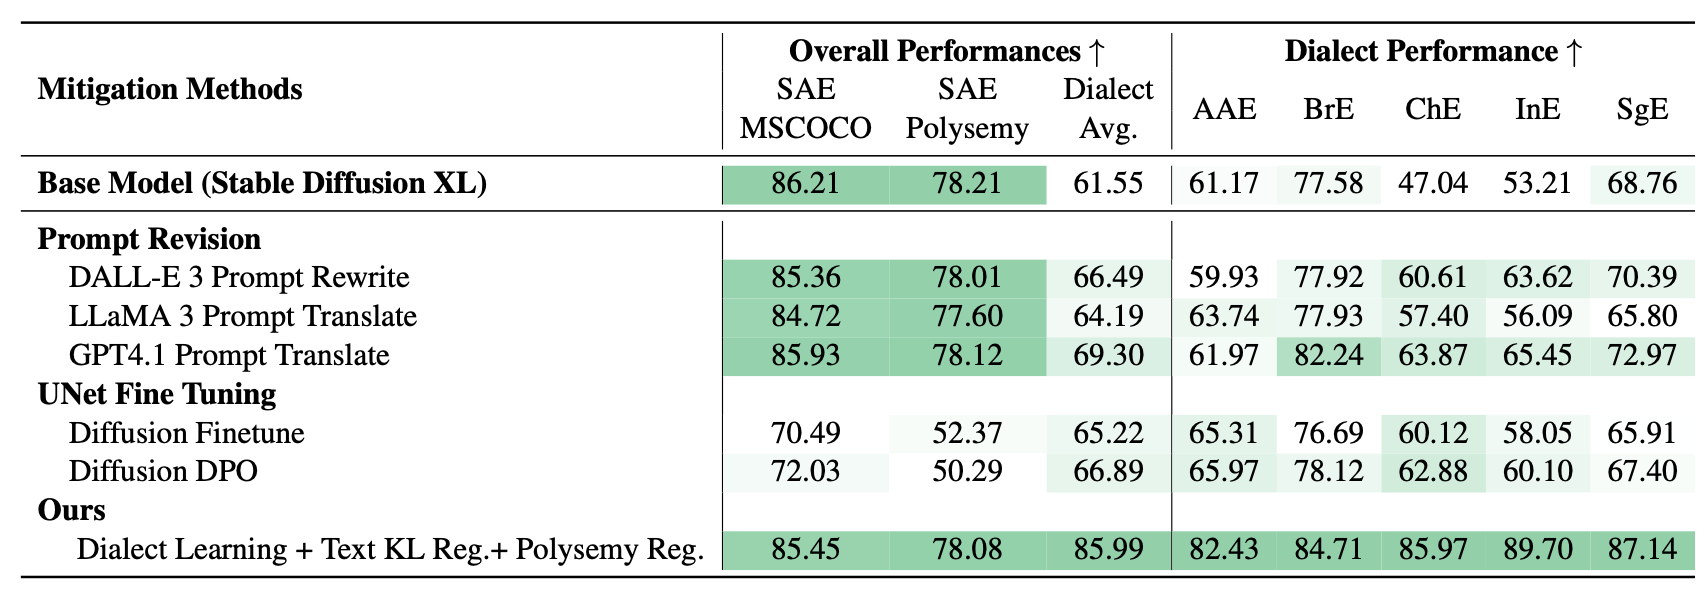 Overall Performances ↑ Dialect Performance ↑
Mitigation Methods SAE MSCOCO SAE Polysemy Dialect Avg. AAE BrE ChE InE SgE
Base Model (Stable Diffusion XL) 86.21 78.21 61.55 61.17 77.58 47.04 53.21 68.76
Prompt Revision
DALL-E 3 Prompt Rewrite 85.36 78.01 66.49 59.93 77.92 60.61 63.62 70.39
LLaMA 3 Prompt Translate 84.72 77.60 64.19 63.74 77.93 57.40 56.09 65.80
GPT4.1 Prompt Translate 85.93 78.12 69.30 61.97 82.24 63.87 65.45 72.97
UNet Fine Tuning
Diffusion Finetune 70.49 52.37 65.22 65.31 76.69 60.12 58.05 65.91
Diffusion DPO 72.03 50.29 66.89 65.97 78.12 62.88 60.10 67.40
Ours
Dialect Learning + Text KL Reg.+ Polysemy Reg. 85.45 78.08 85.99 82.43 84.71 85.97 89.70 87.14